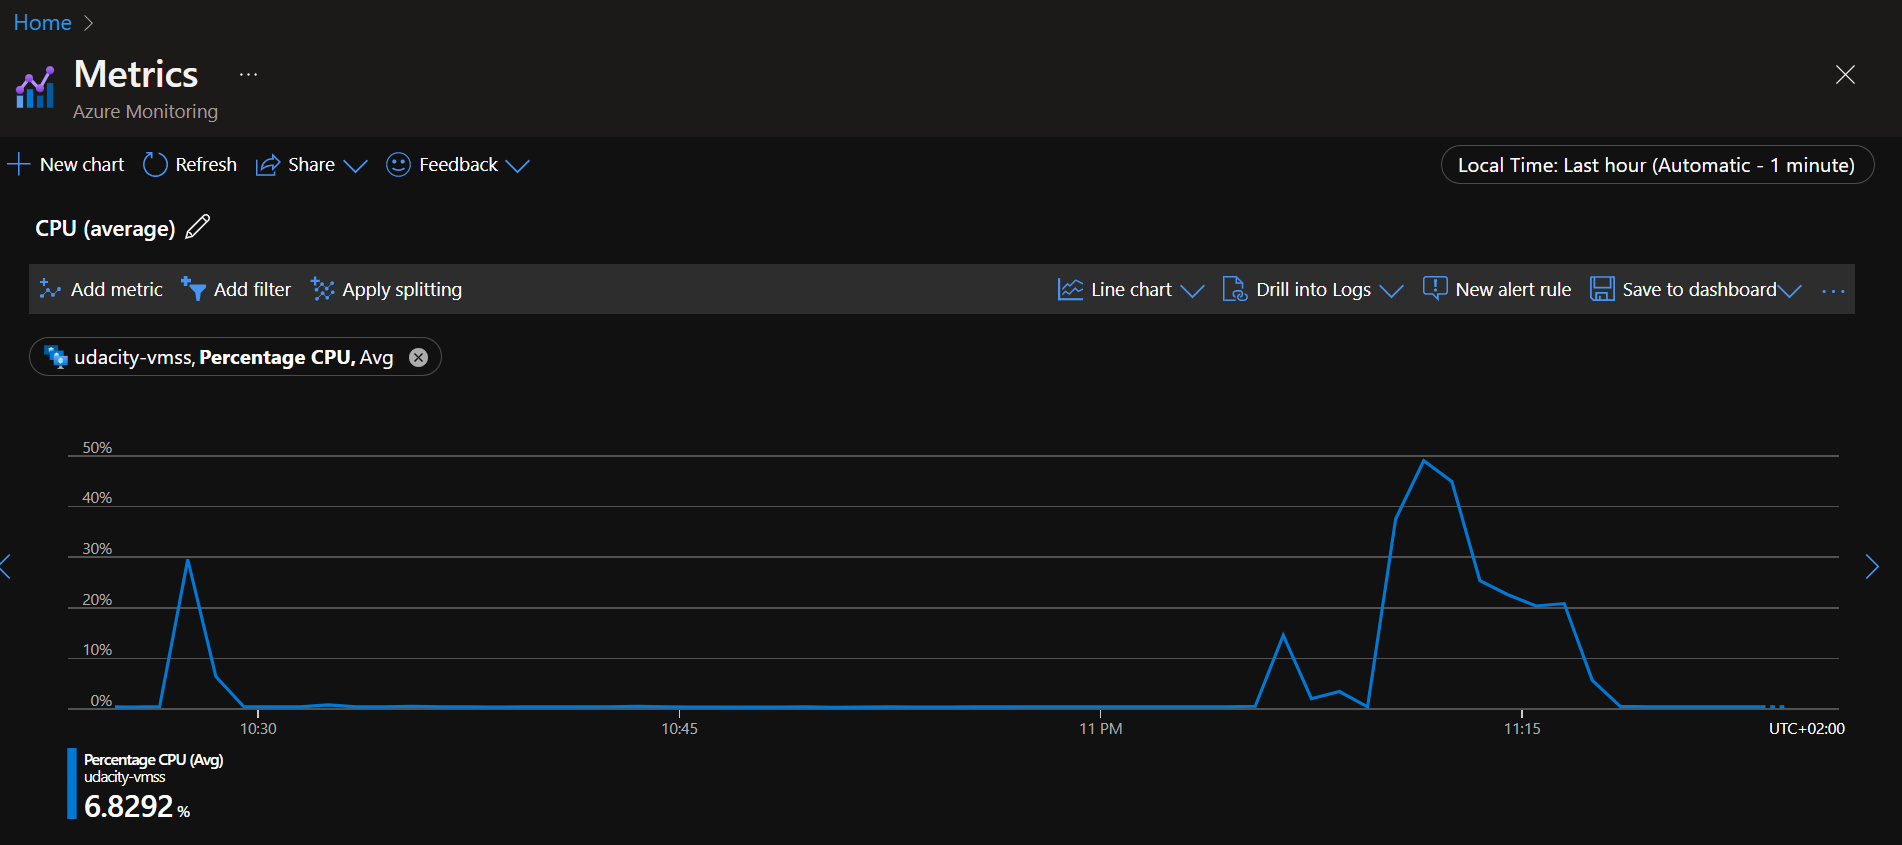 Home
Metrics ...
Azure Monitoring
New chart Refresh Share Feedback Local Time: Last hour (Automatic - 1 minute)
CPU (average)
Add metric Add filter Apply splitting Line chart Drill into Logs New alert rule Save to dashboard ...
udacity-vmss, Percentage CPU, Avg
50%
40%
30%
20%
10%
0%
10:30 10:45 11 PM 11:15 UTC+02:00
Percentage CPU (Avg)
udacity-vmss
6.8292 %